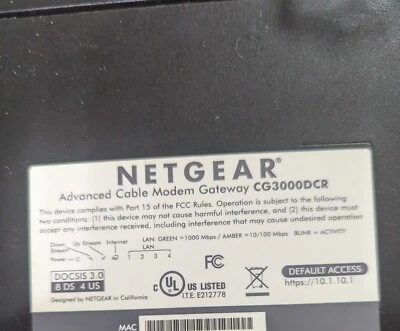 NETGEAR®
Advanced Cable Modem Gateway CG3000DCR
This device complies with Part 15 of the FCC Rules. Operation is subject to the following
two conditions: (1) this device may not cause harmful interference, and (2) this device must
accept any interference received, including interference that may cause undesired operation.
Down Stream Up Stream Internet LAN: GREEN =1000 Mbps / AMBER =10/100 Mbps BLINK = ACTIVITY
LAN
Power 1 2 3 4
DOCSIS 3.0
8 DS 4 US
Designed by NETGEAR in California
C UL US LISTED
I.T.E. E212778
FC
DEFAULT ACCESS:
https://10.1.10.1
MAC